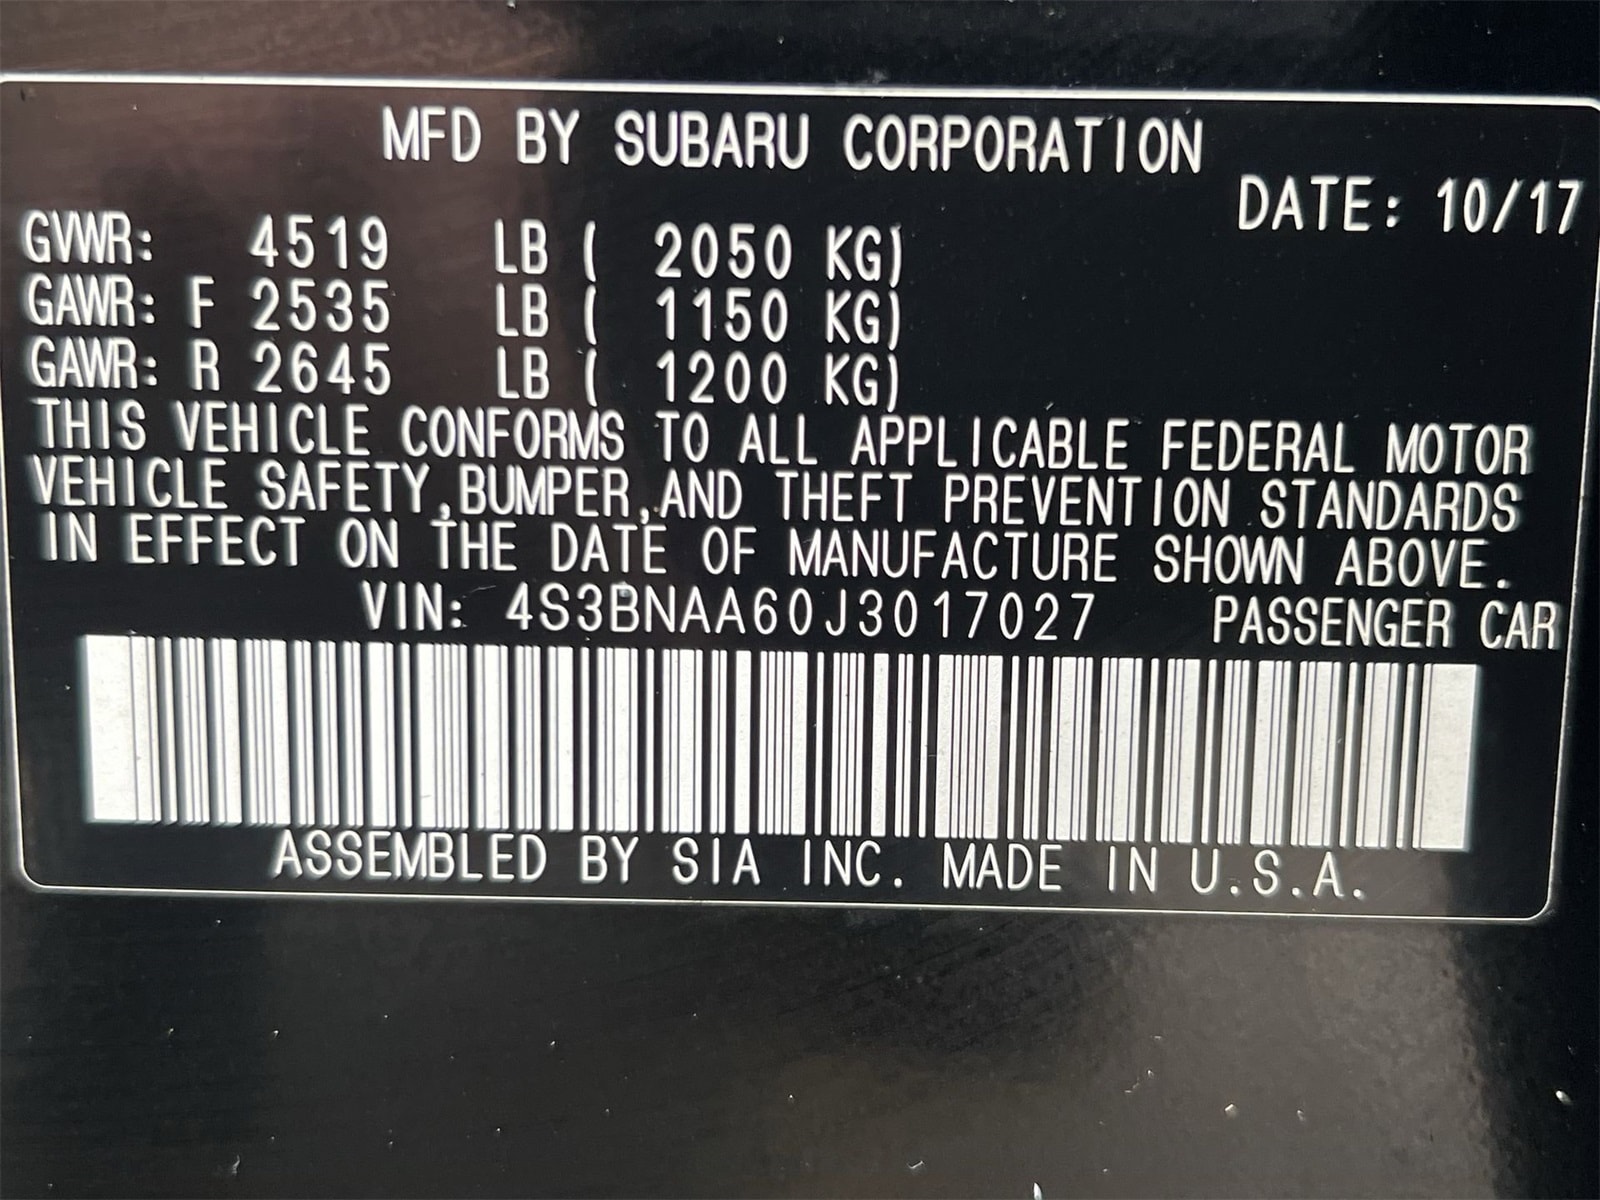 MFD BY SUBARU CORPORATION
DATE: 10/17
GVWR: 4519 LB ( 2050 KG)
GAWR: F 2535 LB ( 1150 KG)
GAWR: R 2645 LB ( 1200 KG)
THIS VEHICLE CONFORMS TO ALL APPLICABLE FEDERAL MOTOR
VEHICLE SAFETY,BUMPER,AND THEFT PREVENTION STANDARDS
IN EFFECT ON THE DATE OF MANUFACTURE SHOWN ABOVE.
VIN: 4S3BNAA60J3017027 PASSENGER CAR
ASSEMBLED BY SIA INC. MADE IN U.S.A.